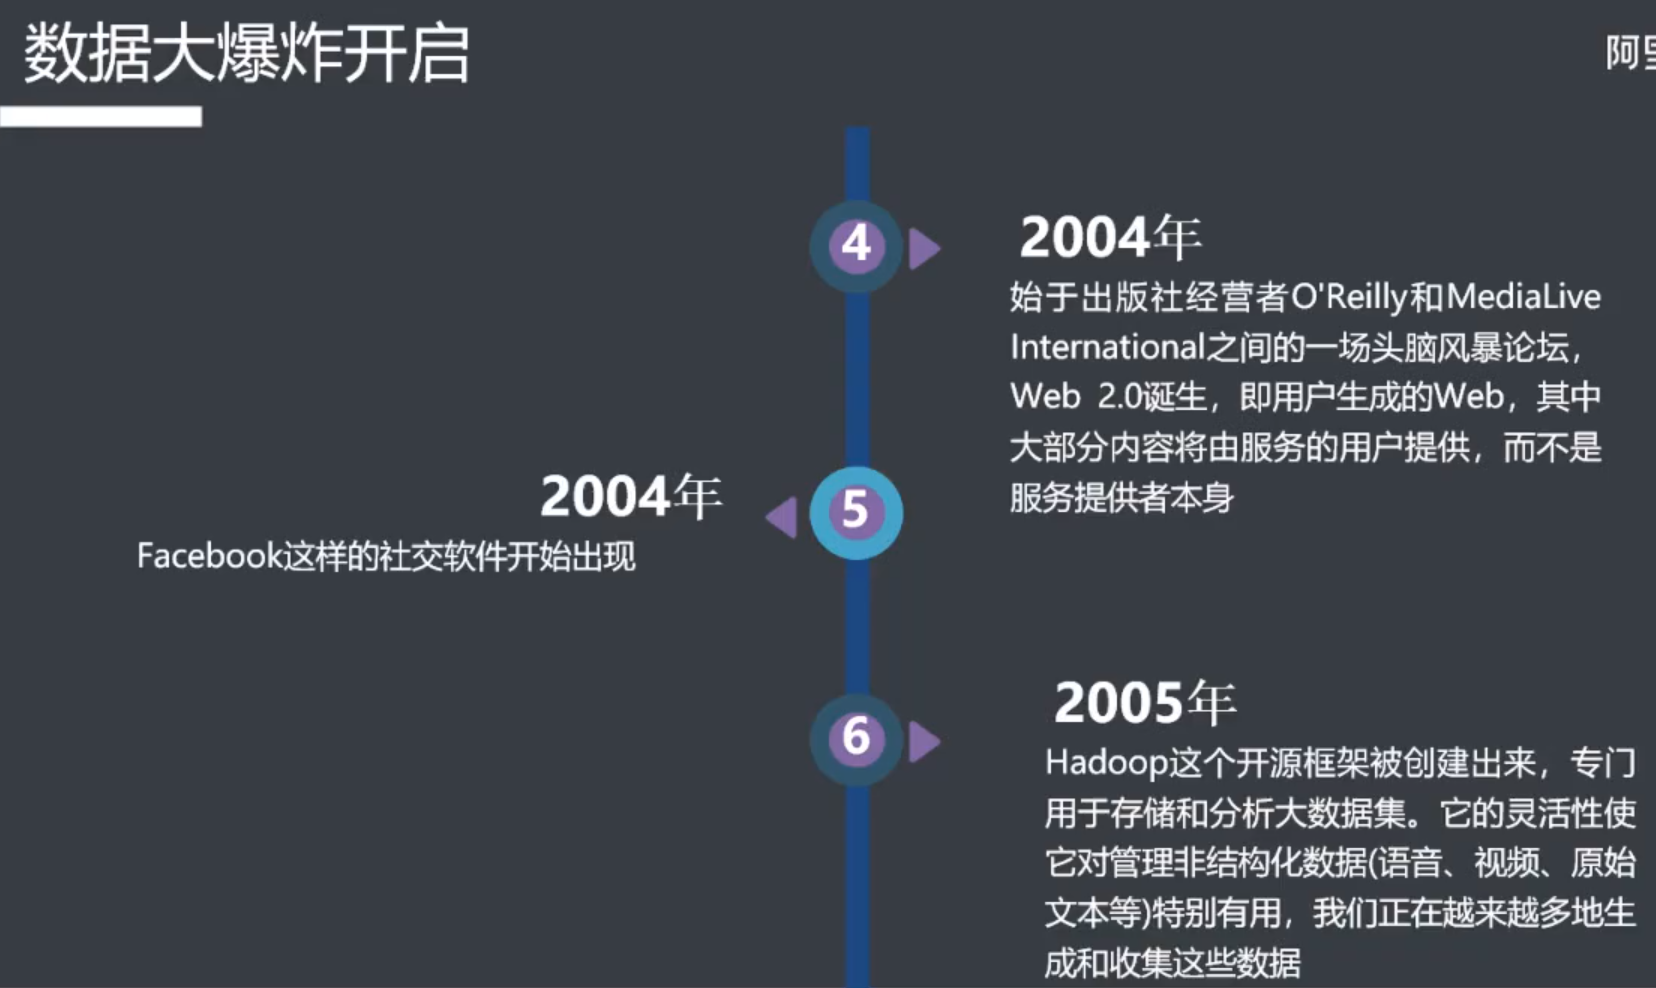 数据大爆炸开启
阿里
4
2004年
始于出版社经营者O'Reilly和MediaLive
International之间的一场头脑风暴论坛，
Web 2.0诞生，即用户生成的Web，其中
大部分内容将由服务的用户提供，而不是
服务提供者本身
5
2004年
Facebook这样的社交软件开始出现
6
2005年
Hadoop这个开源框架被创建出来，专门
用于存储和分析大数据集。它的灵活性使
它对管理非结构化数据(语音、视频、原始
文本等)特别有用，我们正在越来越多地生
成和收集这些数据